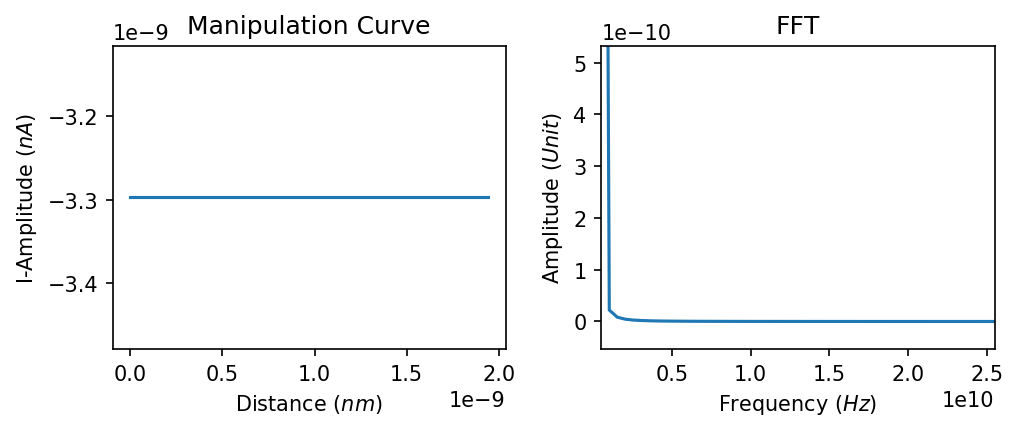 Manipulation Curve
1e−9
I-Amplitude (nA)
−3.2
−3.3
−3.4
0.0 0.5 1.0 1.5 2.0
Distance (nm)
1e−9
FFT
1e−10
Amplitude (Unit)
5
4
3
2
1
0
0.5 1.0 1.5 2.0 2.5
Frequency (Hz)
1e10